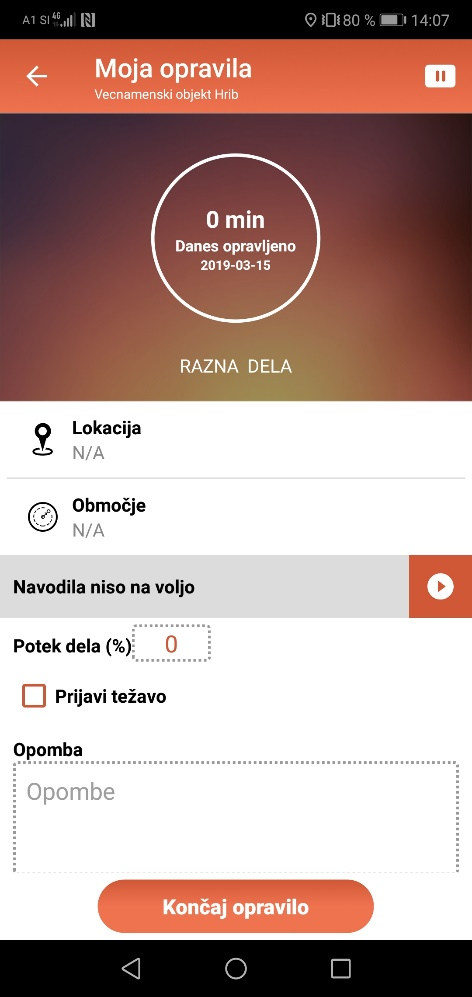 A1 SI 4G 80 % 14:07
Moja opravila
Vecnamenski objekt Hrib
0 min
Danes opravljeno
2019-03-15
RAZNA DELA
Lokacija
N/A
Območje
N/A
Navodila niso na voljo
Potek dela (%) 0
Prijavi težavo
Opomba
Opombe
Končaj opravilo